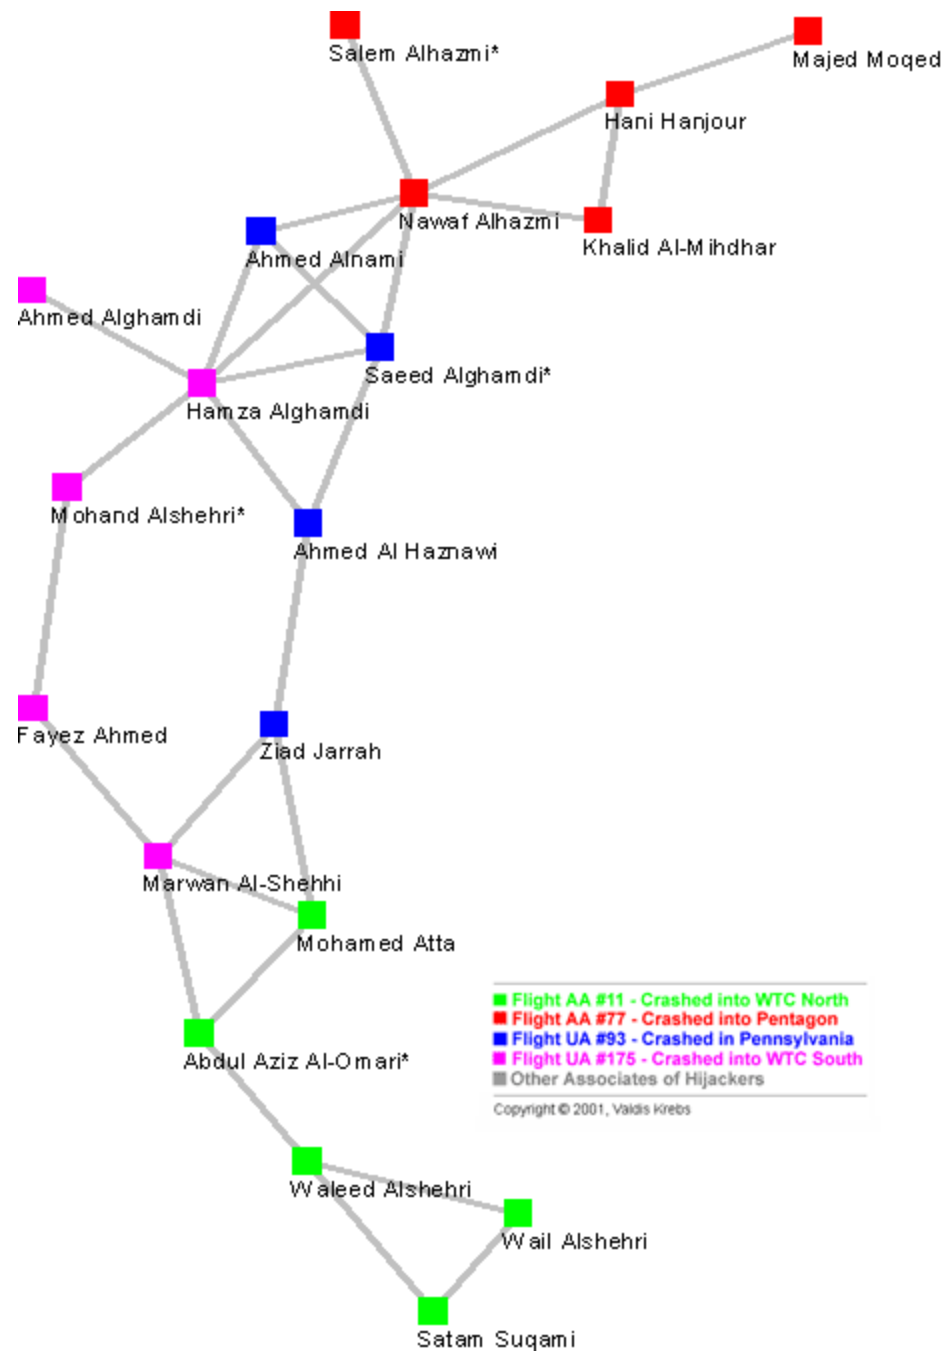 Salem Alhazmi*
Majed Moqed
Hani Hanjour
Nawaf Alhazmi
Khalid Al-Mihdhar
Ahmed Alnami
Ahmed Alghamdi
Saeed Alghamdi*
Hamza Alghamdi
Mohand Alshehri*
Ahmed Al Haznawi
Fayez Ahmed
Ziad Jarrah
Marwan Al-Shehhi
Mohamed Atta
Flight AA #11 - Crashed into WTC North
Flight AA #77 - Crashed into Pentagon
Flight UA #93 - Crashed in Pennsylvania
Flight UA #175 - Crashed into WTC South
Other Associates of Hijackers
Copyright © 2001, Valdis Krebs
Abdul Aziz Al-Omari*
Waleed Alshehri
Wail Alshehri
Satam Suqami